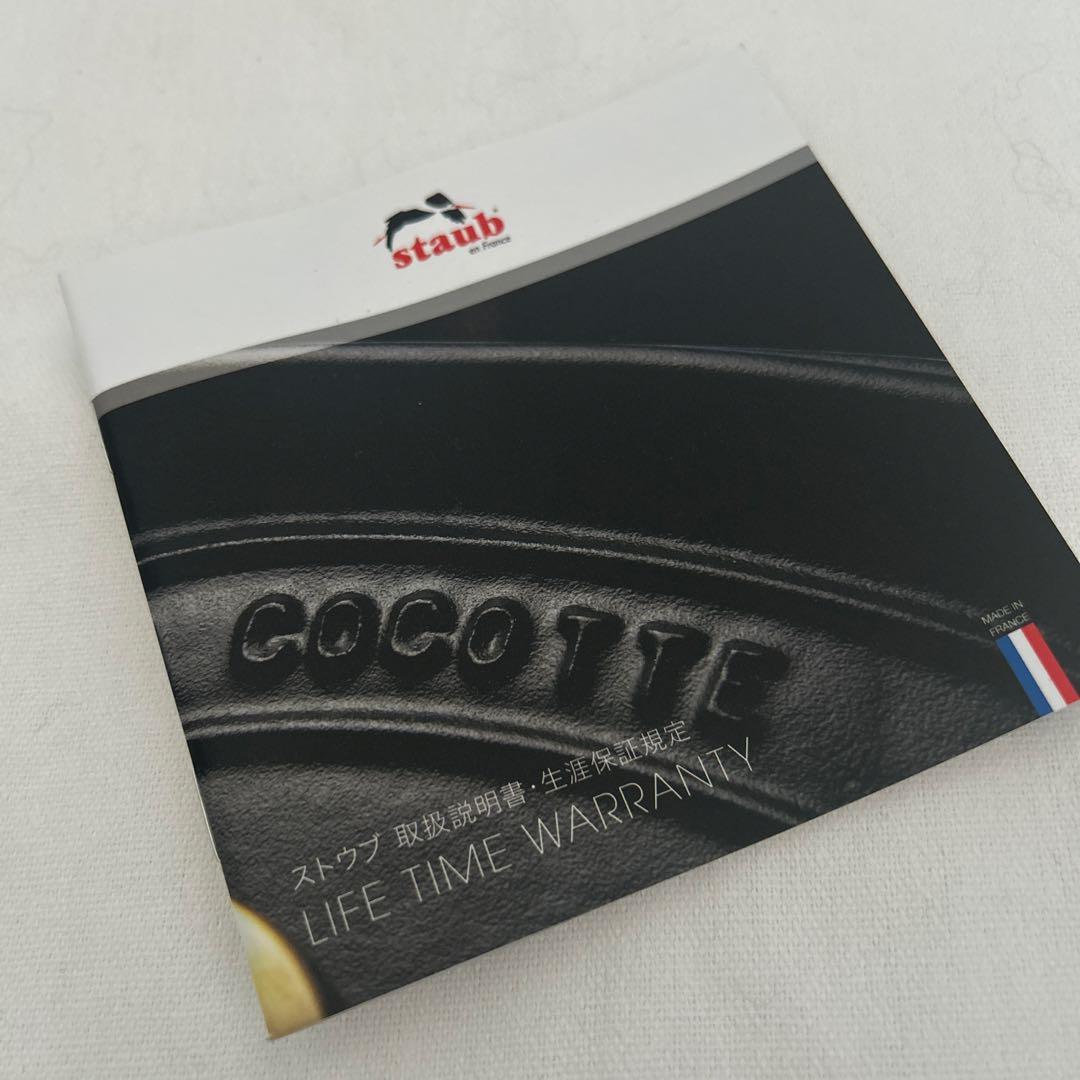 staub
en France
COCOTTE
MADE IN
FRANCE
ストウブ 取扱説明書・生涯保証規定
LIFE TIME WARRANTY